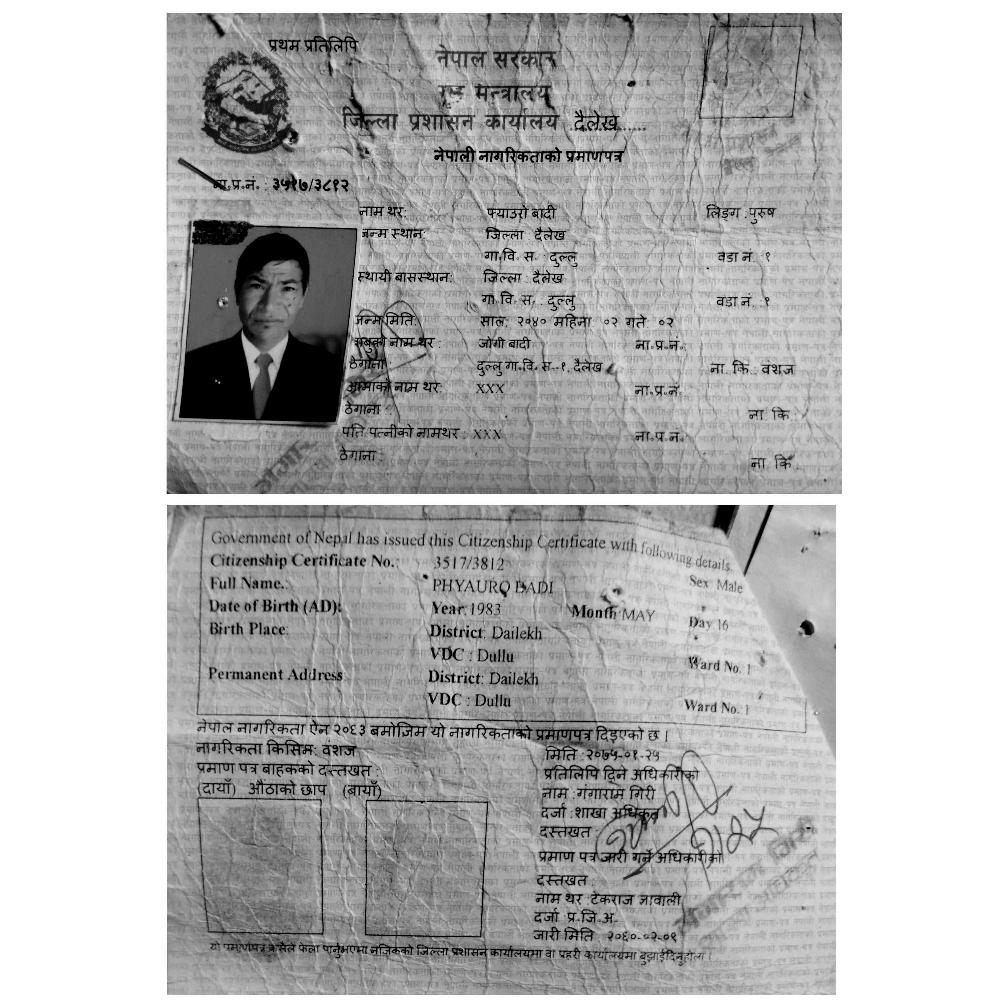 प्रथम प्रतिलिपि
नेपाल सरकार
गृह मन्त्रालय
जिल्ला प्रशासन कार्यालय दैलेख......
नेपाली नागरिकताको प्रमाणपत्र
ना.प्र.नं. : ३५१७/३८१२
नाम थर: फ्याउरो बादी लिङ्ग :पुरुष
जन्म स्थान: जिल्ला : दैलेख
गा.वि. स : दुल्लु वडा नं. :१
स्थायी बासस्थान: जिल्ला : दैलेख
गा.वि. स. : दुल्लु वडा नं. :१
जन्म मिति: साल: २०४० महिना :०२ गते :०२
बाबुको नाम थर : जोगी बादी ना.प्र.नं.
ठेगाना: दुल्लु गा.वि. स.-१, दैलेख ना. कि.: वंशज
आमाको नाम थर: XXX ना.प्र.नं.
ठेगाना : ना. कि :
पति पत्नीको नामथर : XXX ना.प.न.
ठेगाना : ना. कि.
Government of Nepal has issued this Citizenship Certificate with following details.
Citizenship Certificate No.: 3517/3812 Sex: Male
Full Name.: PHYAURO BADI
Date of Birth (AD): Year:1983 Month MAY Day 16
Birth Place: District: Dailekh
VDC : Dullu Ward No. 1
Permanent Address District: Dailekh
VDC : Dullu Ward No. 1
नेपाल नागरिकता ऐन २०६३ बमोजिम यो नागरिकताको प्रमाणपत्र दिइएको छ।
नागरिकता किसिम: वंशज
मिति :२०७५-०१-२५
प्रमाण पत्र बाहकको दस्तखत :
(दायाँ) औंठाको छाप (बायाँ)
प्रतिलिपि दिने अधिकारीको
नाम : गंगाराम गिरी
दर्जा :शाखा अधिकृत
दस्तखत :
प्रमाण पत्र जारी गर्ने अधिकारीको
दस्तखत :
नाम थर : टेकराज
दर्जा प्र.जि.अ.
जारी मिति : २०६०-०२-०९
यो प्रमाणपत्र कसैले फेला पार्नुभएमा नजिकको जिल्ला प्रशासन कार्यालयमा वा प्रहरी कार्यालयमा बुझाईदिनुहोला।